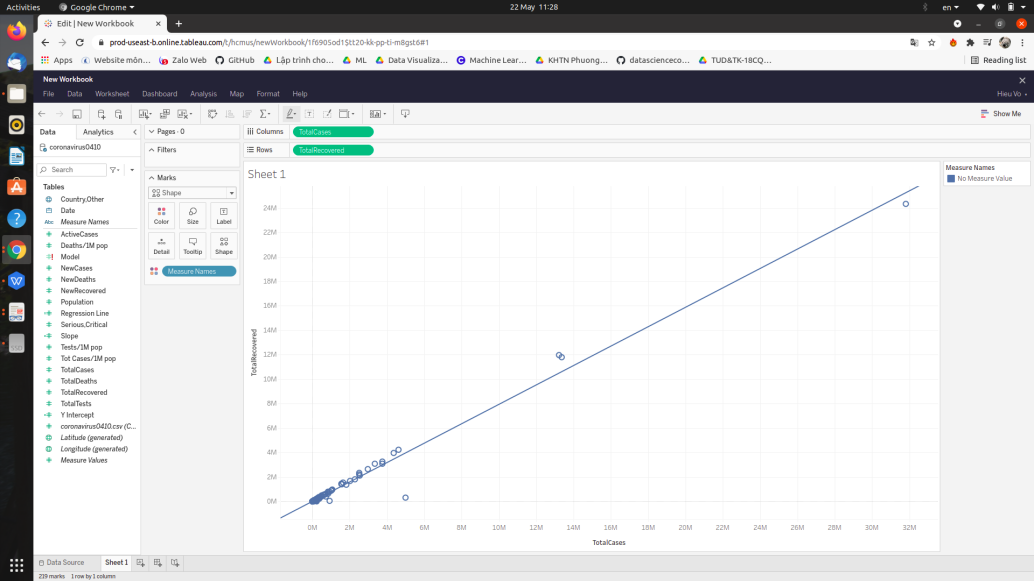 Activities
Google Chrome
22 May 11:28
en
Edit | New Workbook
prod-useast-b.online.tableau.com/t/hcmus/newWorkbook/1f6905od1$tt20-kk-pp-ti-m8gst6#1
Apps
Website môn...
Zalo Web
GitHub
Lập trình cho...
ML
Data Visualiza...
Machine Lear...
KHTN Phuong...
datascienceco...
TUD&TK-18CQ...
Reading list
New Workbook
File Data Worksheet Dashboard Analysis Map Format Help
Hieu Vo
Show Me
Data Analytics
coronavirus0410
Search
Tables
Country,Other
Date
Abc Measure Names
ActiveCases
Deaths/1M pop
Model
NewCases
NewDeaths
NewRecovered
Population
Regression Line
Serious,Critical
Slope
Tests/1M pop
Tot Cases/1M pop
TotalCases
TotalDeaths
TotalRecovered
TotalTests
Y Intercept
coronavirus0410.csv (C...
Latitude (generated)
Longitude (generated)
Measure Values
Pages · 0
Filters
Marks
Shape
Color Size Label
Detail Tooltip Shape
Measure Names
Columns TotalCases
Rows TotalRecovered
Sheet 1
24M
22M
20M
18M
16M
14M
12M
10M
8M
6M
4M
2M
0M
TotalRecovered
0M 2M 4M 6M 8M 10M 12M 14M 16M 18M 20M 22M 24M 26M 28M 30M 32M
TotalCases
Measure Names
No Measure Value
Data Source Sheet 1
219 marks 1 row by 1 column